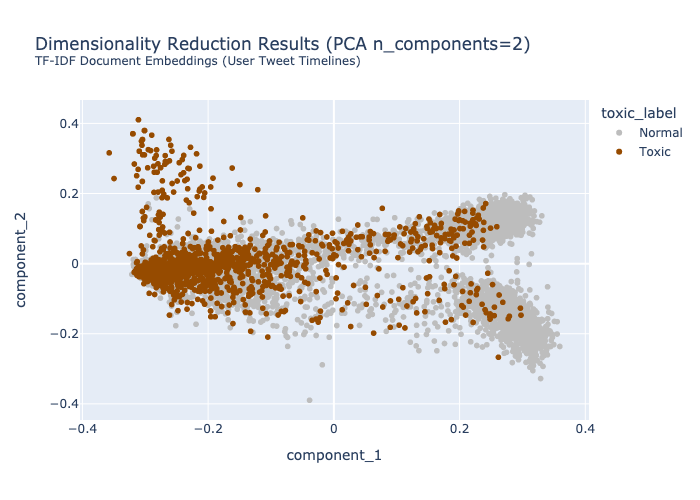 Dimensionality Reduction Results (PCA n_components=2)
TF-IDF Document Embeddings (User Tweet Timelines)
toxic_label
Normal
Toxic
component_2
0.4
0.2
0
−0.2
−0.4
−0.4
−0.2
0
0.2
0.4
component_1